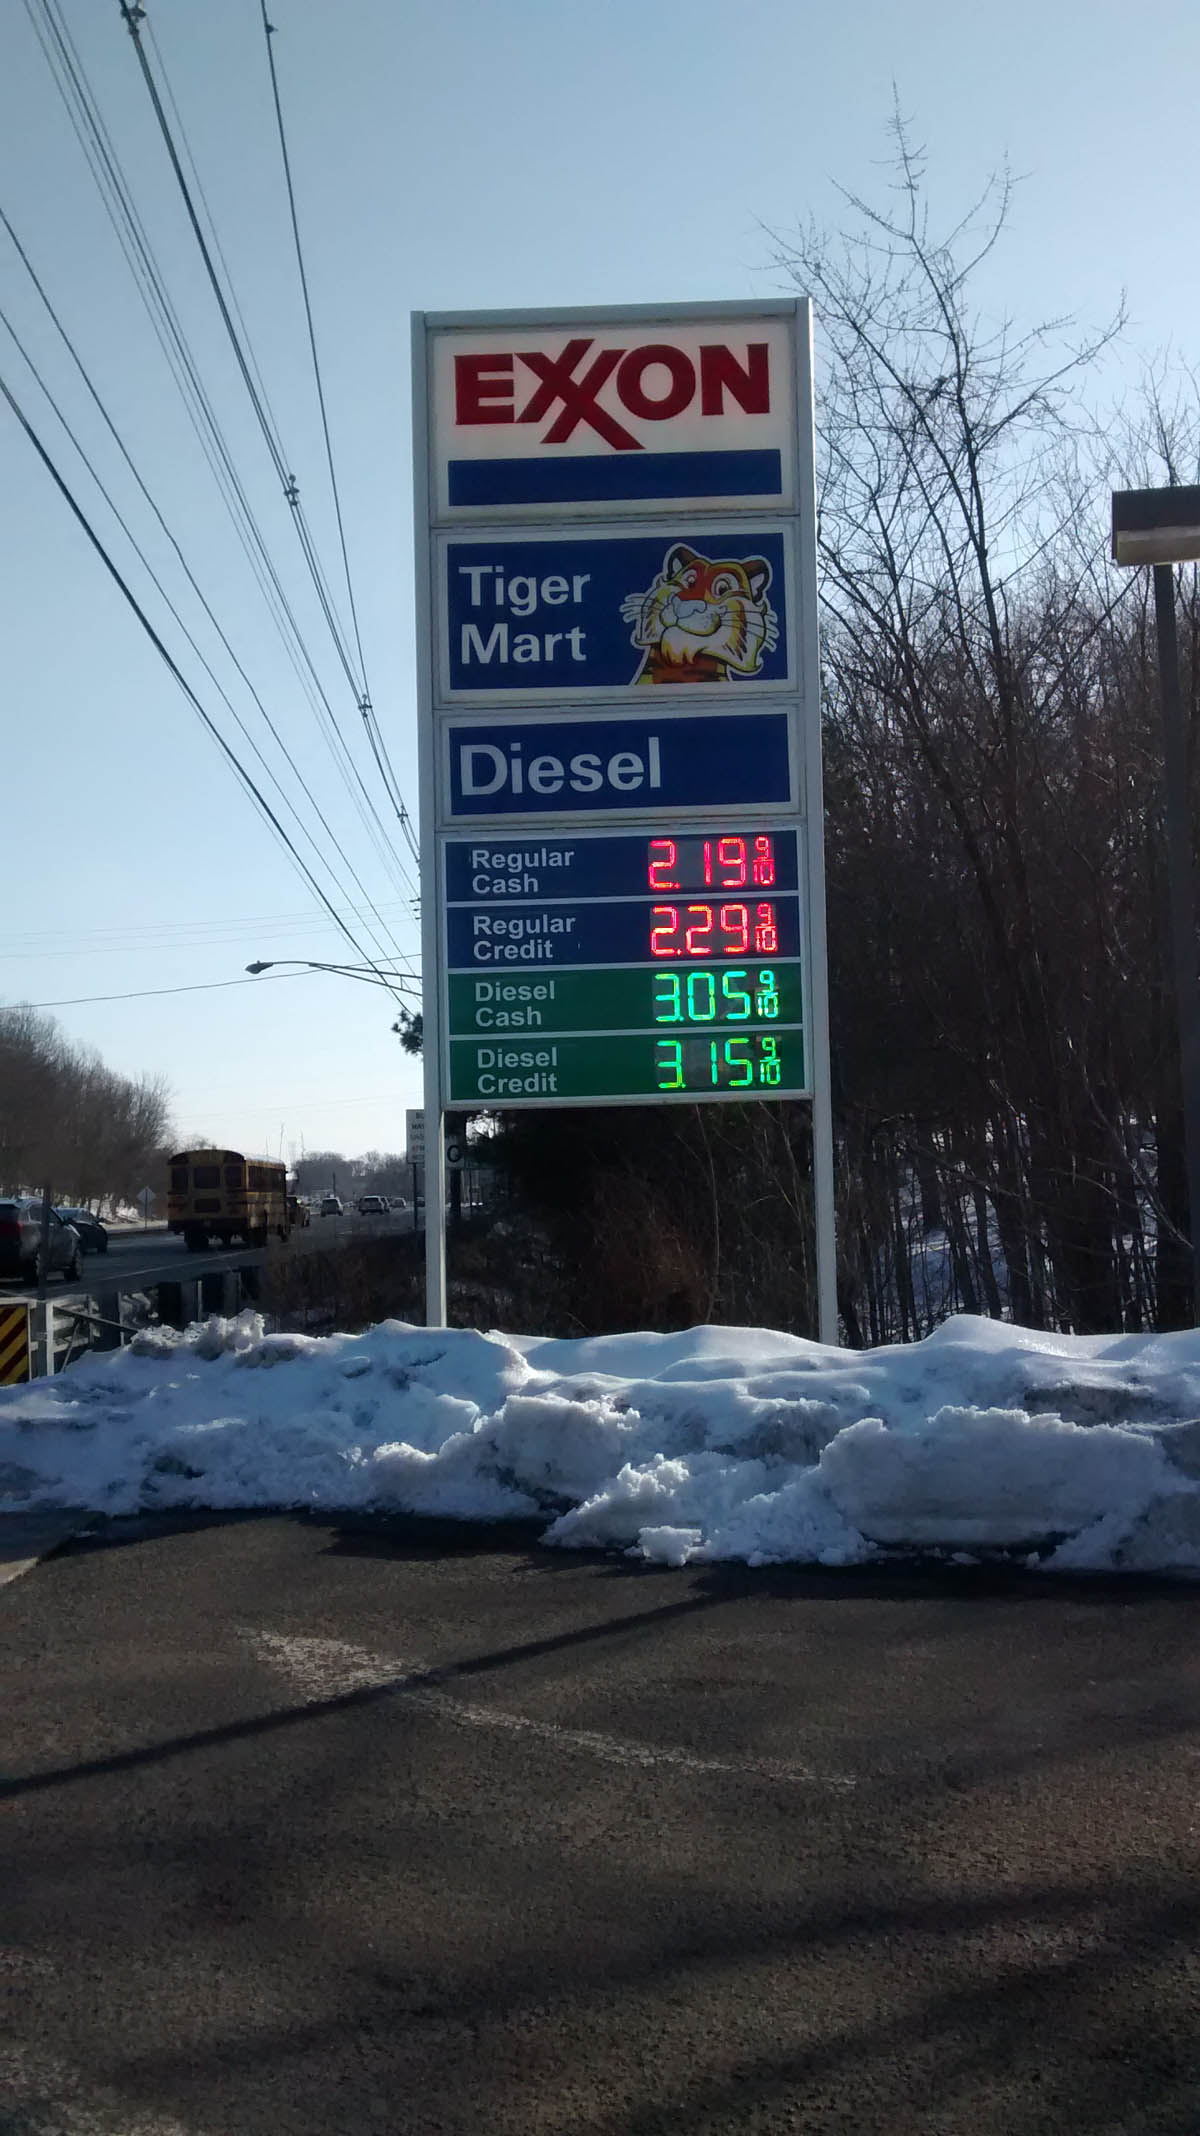 EXXON
Tiger
Mart
Diesel
Regular
Cash
2.19 9/10
Regular
Credit
2.29 9/10
Diesel
Cash
3.05 9/10
Diesel
Credit
3.15 9/10